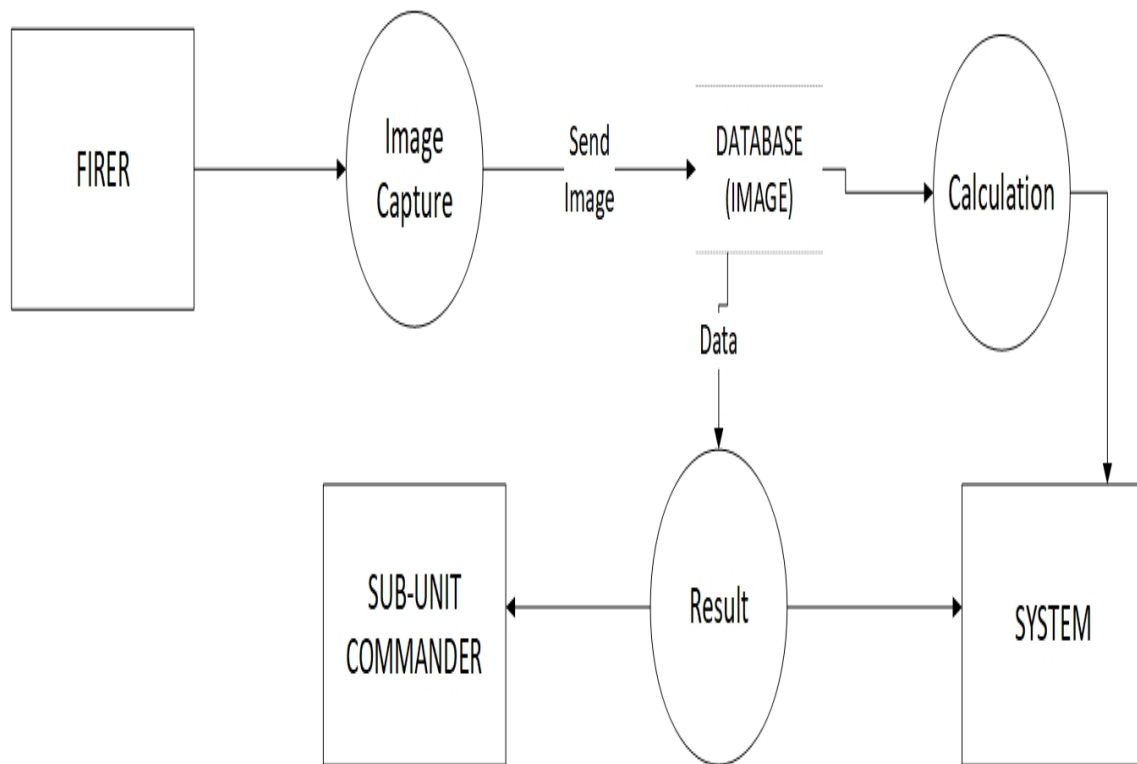 FIRER
Image
Capture
Send
Image
DATABASE
(IMAGE)
Calculation
Data
SUB-UNIT
COMMANDER
Result
SYSTEM